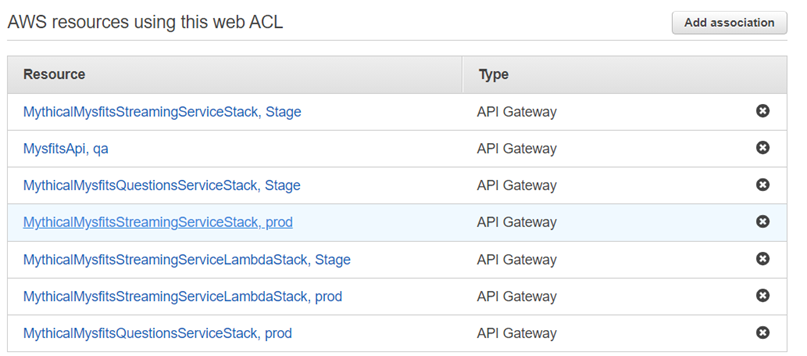 AWS resources using this web ACL
Add association
Resource Type
MythicalMysfitsStreamingServiceStack, Stage API Gateway
MysfitsApi, qa API Gateway
MythicalMysfitsQuestionsServiceStack, Stage API Gateway
MythicalMysfitsStreamingServiceStack, prod API Gateway
MythicalMysfitsStreamingServiceLambdaStack, Stage API Gateway
MythicalMysfitsStreamingServiceLambdaStack, prod API Gateway
MythicalMysfitsQuestionsServiceStack, prod API Gateway